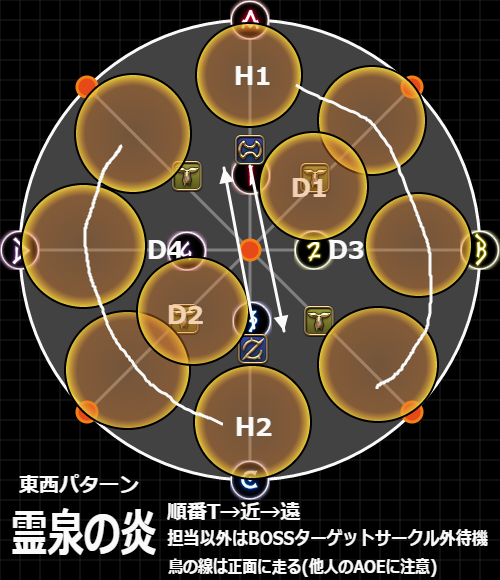 A
H1
D1
D4
2
D3
B
D2
H2
C
東西パターン
霊泉の炎
順番T→近→遠
担当以外はBOSSターゲットサークル外待機
鳥の線は正面に走る(他人のAOEに注意)